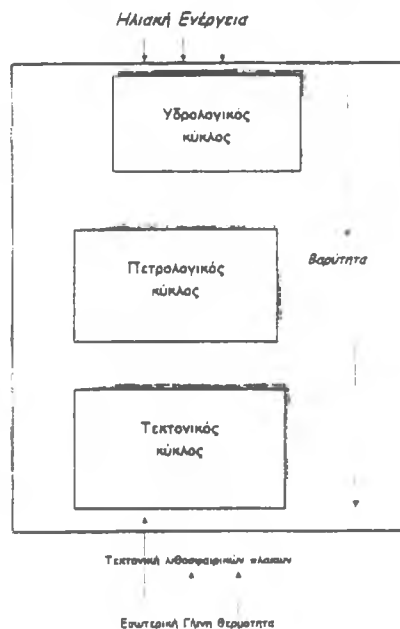 Ηλιακή Ενέργεια
Υδρολογικός
κύκλος
Πετρολογικός
κύκλος
Βαρύτητα
Τεκτονικός
κύκλος
Τεκτονική λιθοσφαιρικών πλακών
Εσωτερική Γήινη θερμότητα